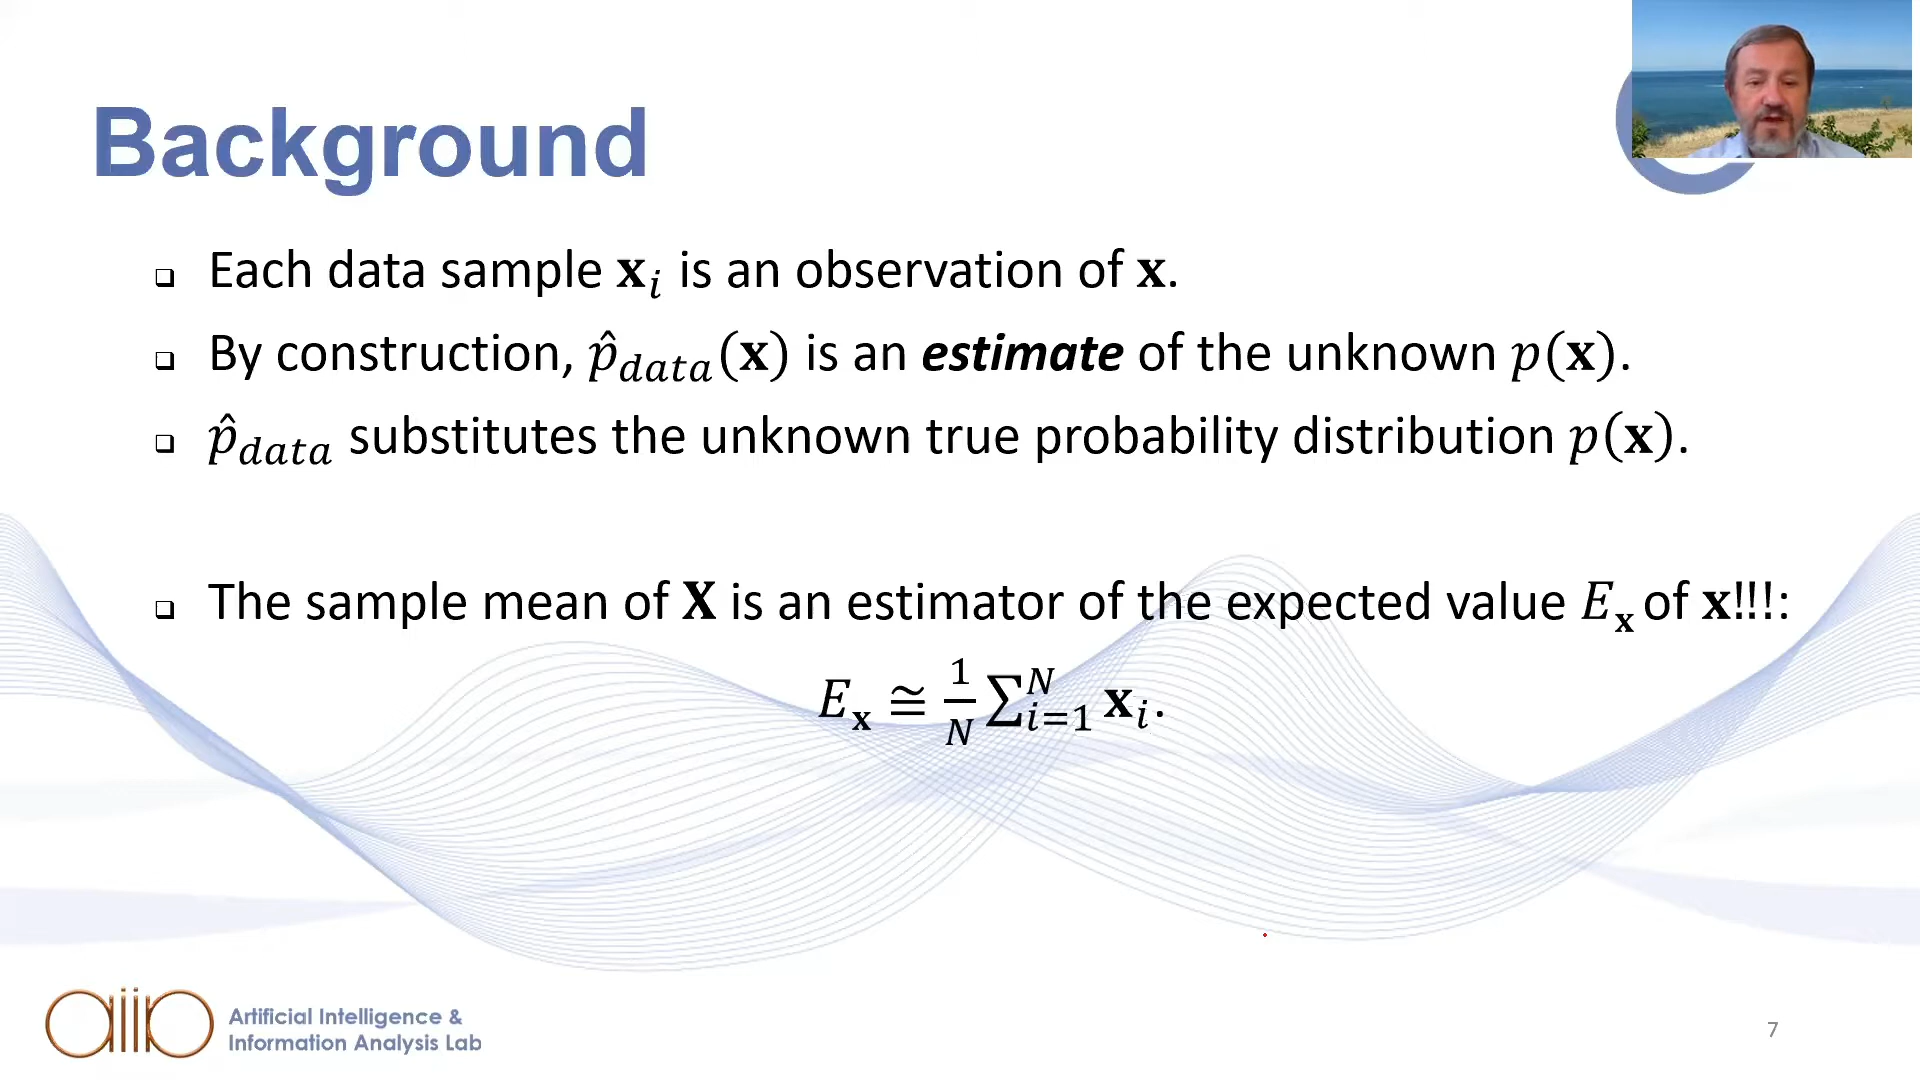 Background
❑ Each data sample 𝐱ᵢ is an observation of 𝐱.
❑ By construction, p̂_data(𝐱) is an estimate of the unknown p(𝐱).
❑ p̂_data substitutes the unknown true probability distribution p(𝐱).
❑ The sample mean of 𝐗 is an estimator of the expected value E_𝐱 of 𝐱!!!:
E_𝐱 ≅ 1/N ∑_{i=1}^{N} 𝐱ᵢ.
aiia
Artificial Intelligence &
Information Analysis Lab
7